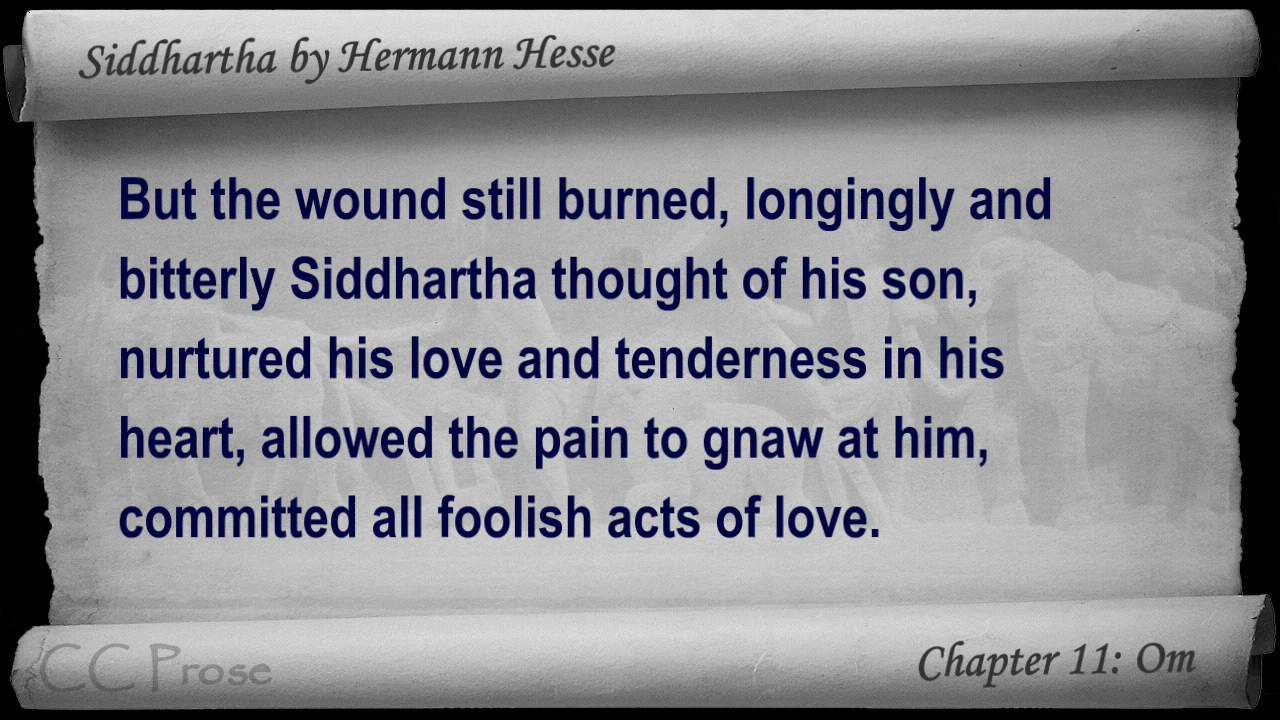 Siddhartha by Hermann Hesse
But the wound still burned, longingly and
bitterly Siddhartha thought of his son,
nurtured his love and tenderness in his
heart, allowed the pain to gnaw at him,
committed all foolish acts of love.
CC Prose
Chapter 11: Om